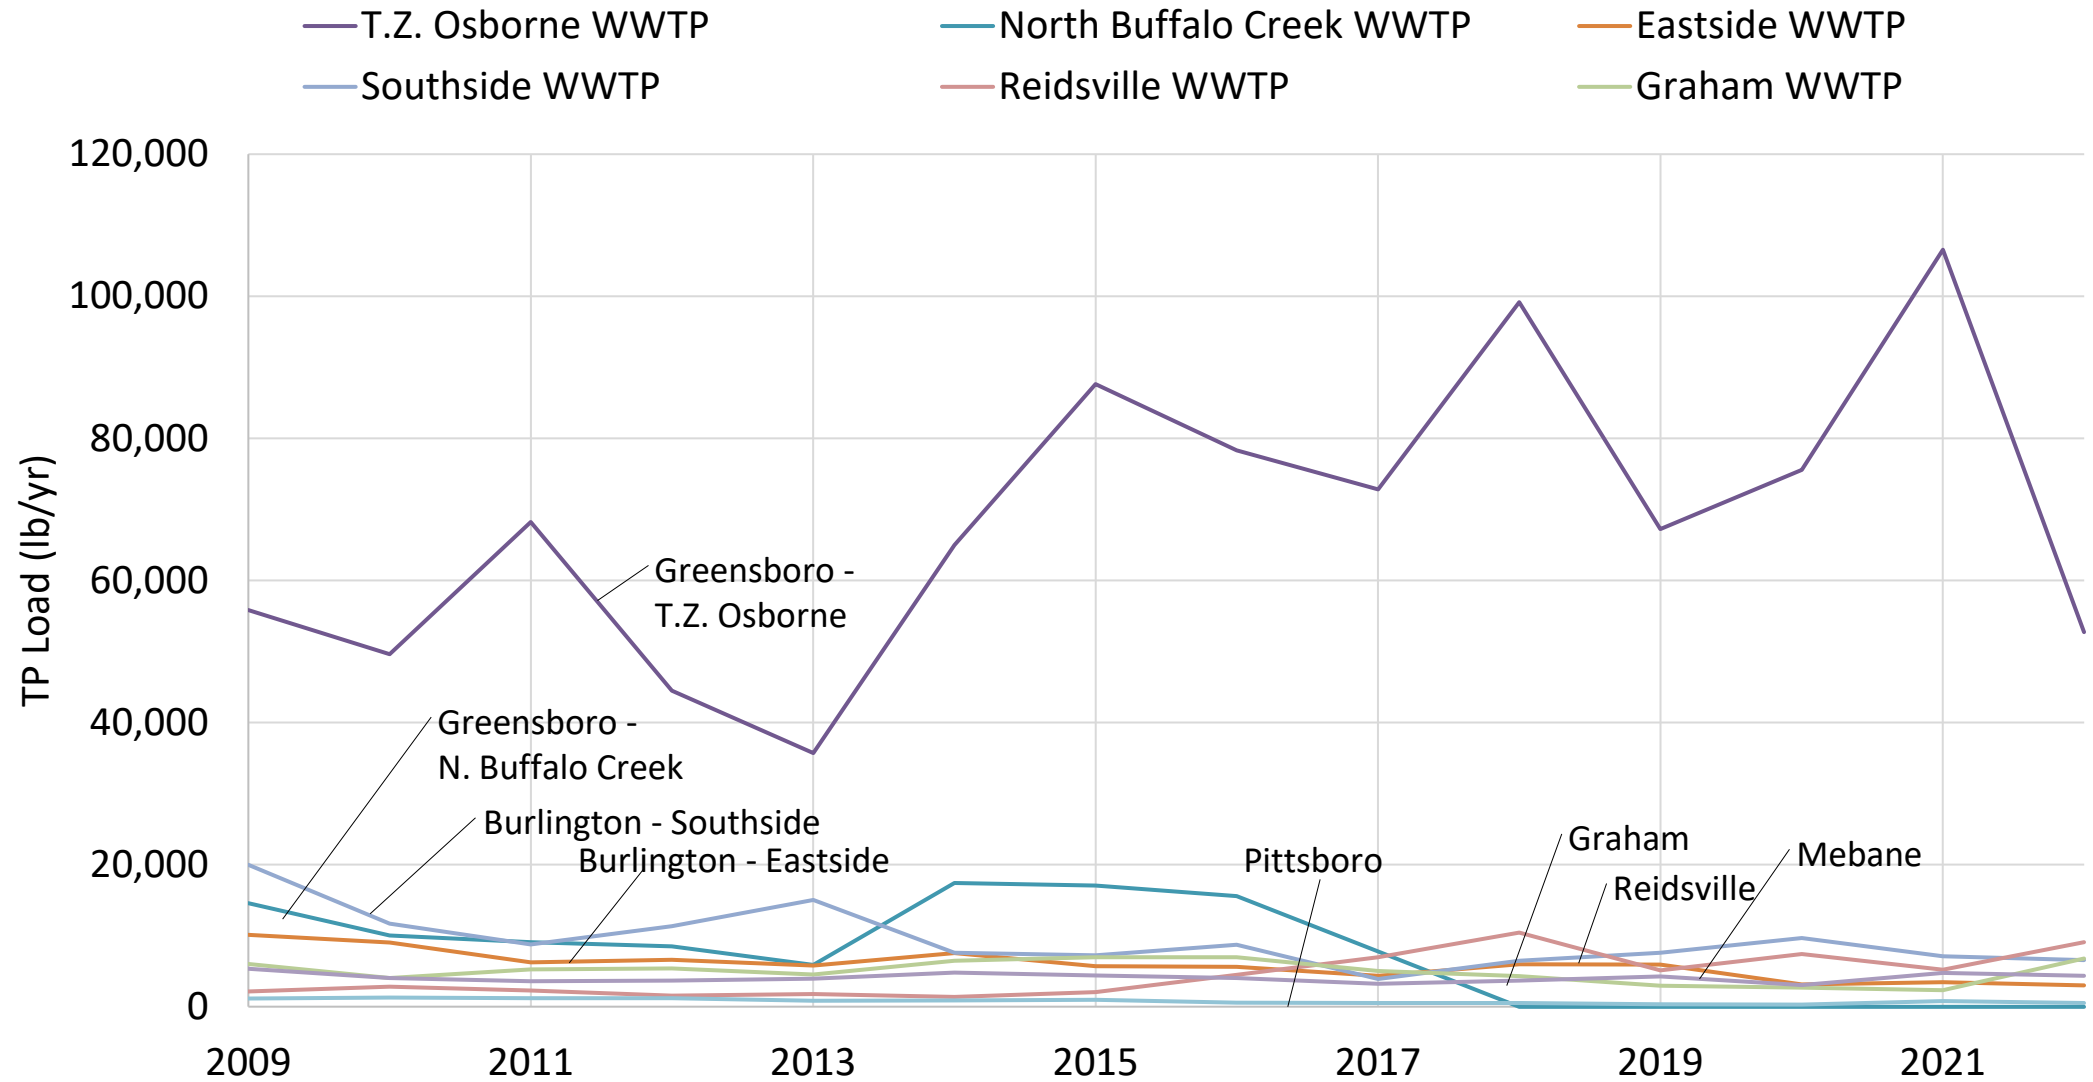 T.Z. Osborne WWTP
North Buffalo Creek WWTP
Eastside WWTP
Southside WWTP
Reidsville WWTP
Graham WWTP
120,000
100,000
80,000
60,000
40,000
20,000
0
TP Load (lb/yr)
Greensboro -
T.Z. Osborne
Greensboro -
N. Buffalo Creek
Burlington - Southside
Burlington - Eastside
Pittsboro
Graham
Reidsville
Mebane
2009
2011
2013
2015
2017
2019
2021